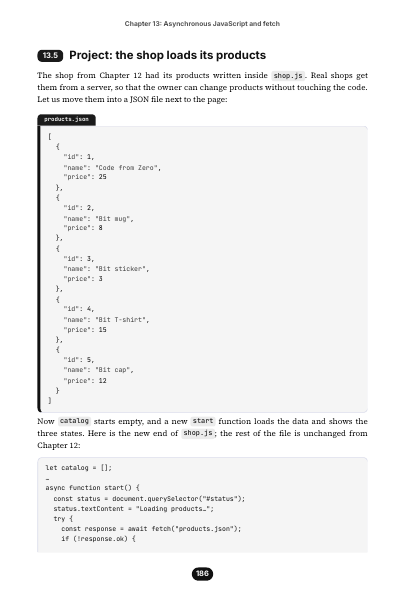 Chapter 13: Asynchronous JavaScript and fetch
13.5 Project: the shop loads its products
The shop from Chapter 12 had its products written inside shop.js. Real shops get
them from a server, so that the owner can change products without touching the code.
Let us move them into a JSON file next to the page:
products.json
[
  {
    "id": 1,
    "name": "Code from Zero",
    "price": 25
  },
  {
    "id": 2,
    "name": "Bit mug",
    "price": 8
  },
  {
    "id": 3,
    "name": "Bit sticker",
    "price": 3
  },
  {
    "id": 4,
    "name": "Bit T-shirt",
    "price": 15
  },
  {
    "id": 5,
    "name": "Bit cap",
    "price": 12
  }
]
Now catalog starts empty, and a new start function loads the data and shows the
three states. Here is the new end of shop.js; the rest of the file is unchanged from
Chapter 12:
let catalog = [];
…
async function start() {
  const status = document.querySelector("#status");
  status.textContent = "Loading products…";
  try {
    const response = await fetch("products.json");
    if (!response.ok) {
186